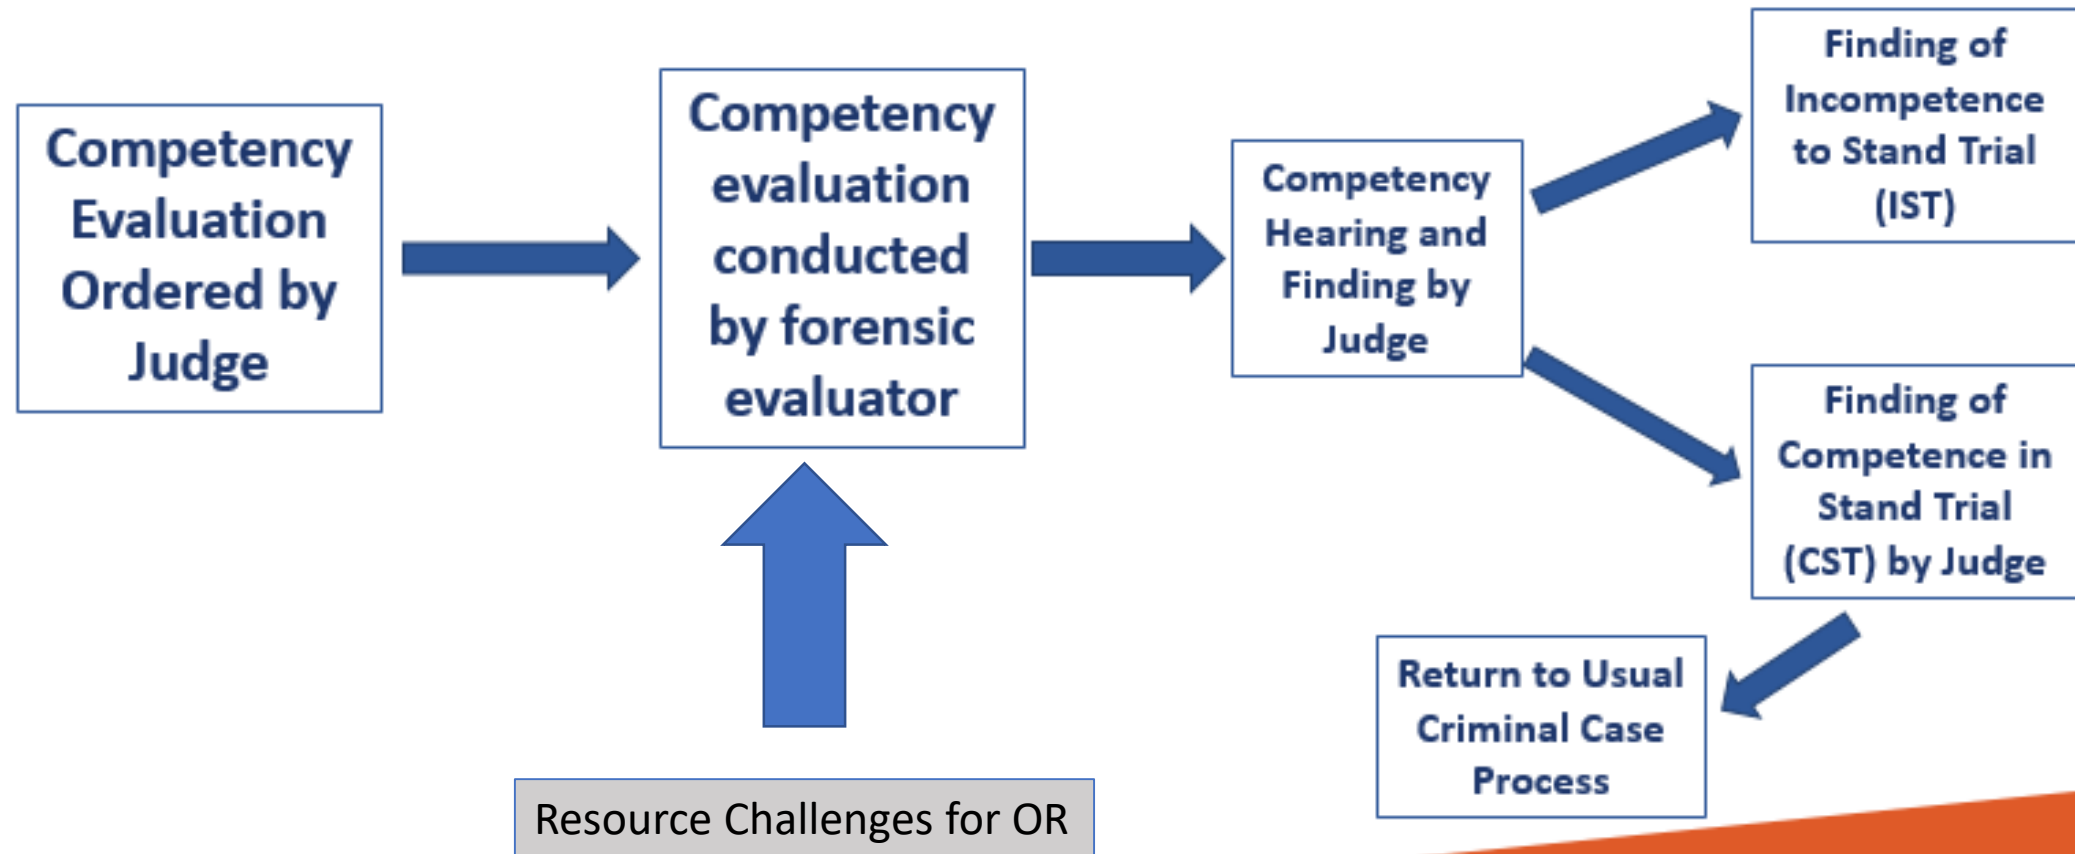 Competency
Evaluation
Ordered by
Judge
Competency
evaluation
conducted
by forensic
evaluator
Competency
Hearing and
Finding by
Judge
Finding of
Incompetence
to Stand Trial
(IST)
Finding of
Competence in
Stand Trial
(CST) by Judge
Return to Usual
Criminal Case
Process
Resource Challenges for OR